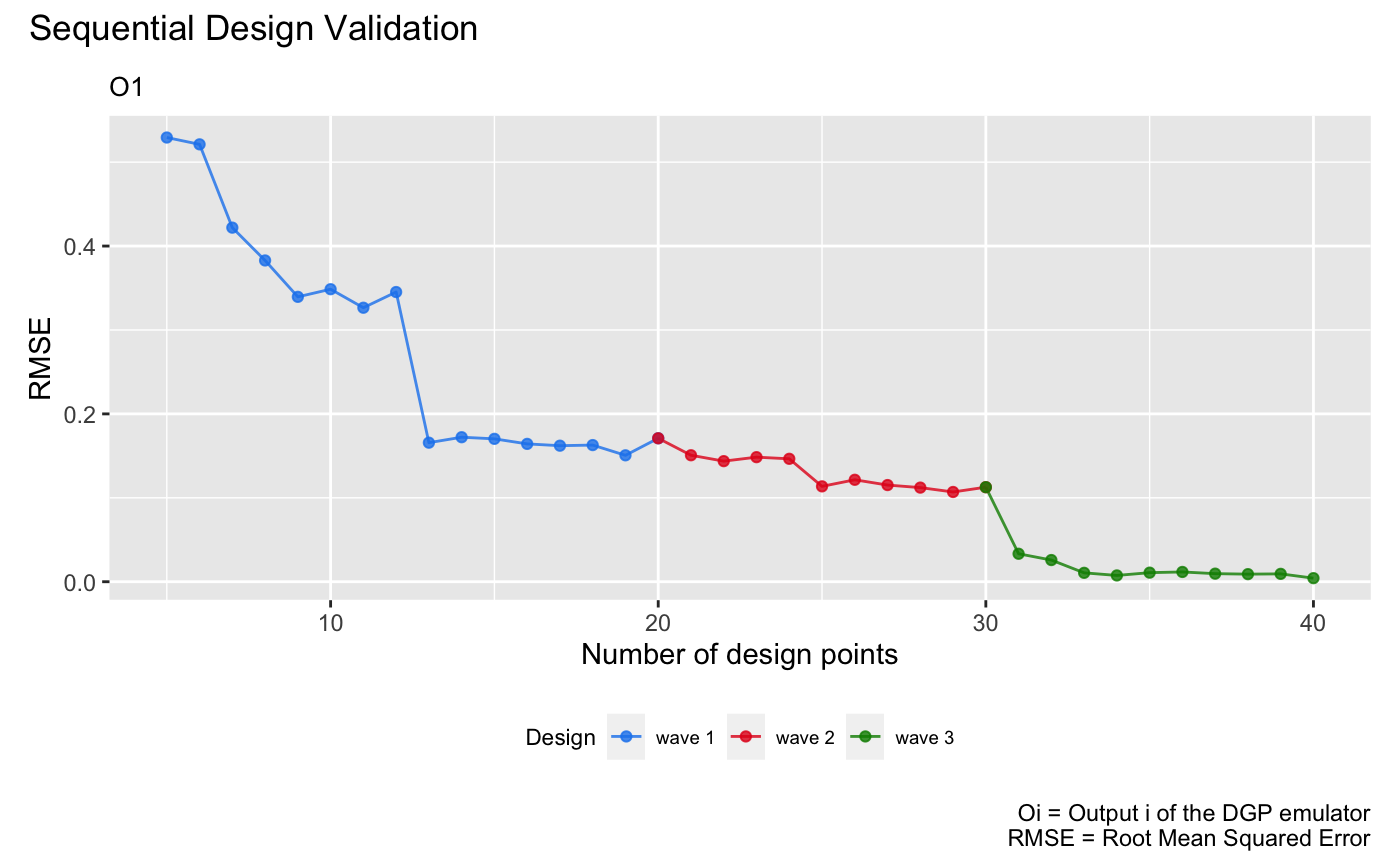 Sequential Design Validation
O1
RMSE
0.4
0.2
0.0
10 20 30 40
Number of design points
Design wave 1 wave 2 wave 3
Oi = Output i of the DGP emulator
RMSE = Root Mean Squared Error